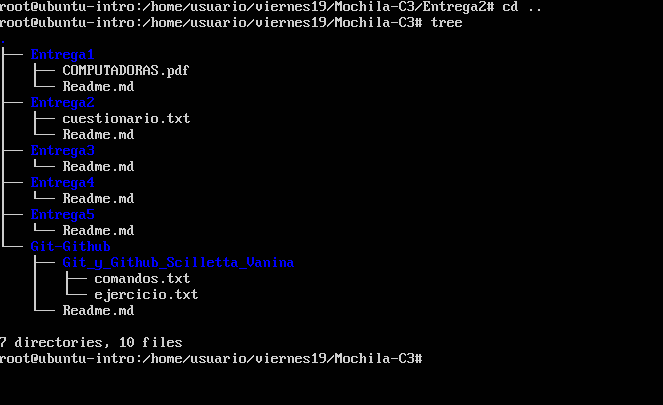 root@ubuntu-intro:/home/usuario/viernes19/Mochila-C3/Entrega2# cd ..
root@ubuntu-intro:/home/usuario/viernes19/Mochila-C3# tree
.
├── Entrega1
│   ├── COMPUTADORAS.pdf
│   └── Readme.md
├── Entrega2
│   ├── cuestionario.txt
│   └── Readme.md
├── Entrega3
│   └── Readme.md
├── Entrega4
│   └── Readme.md
├── Entrega5
│   └── Readme.md
└── Git-Github
    ├── Git_y_Github_Scilletta_Vanina
    │   ├── comandos.txt
    │   └── ejercicio.txt
    └── Readme.md

7 directories, 10 files
root@ubuntu-intro:/home/usuario/viernes19/Mochila-C3#